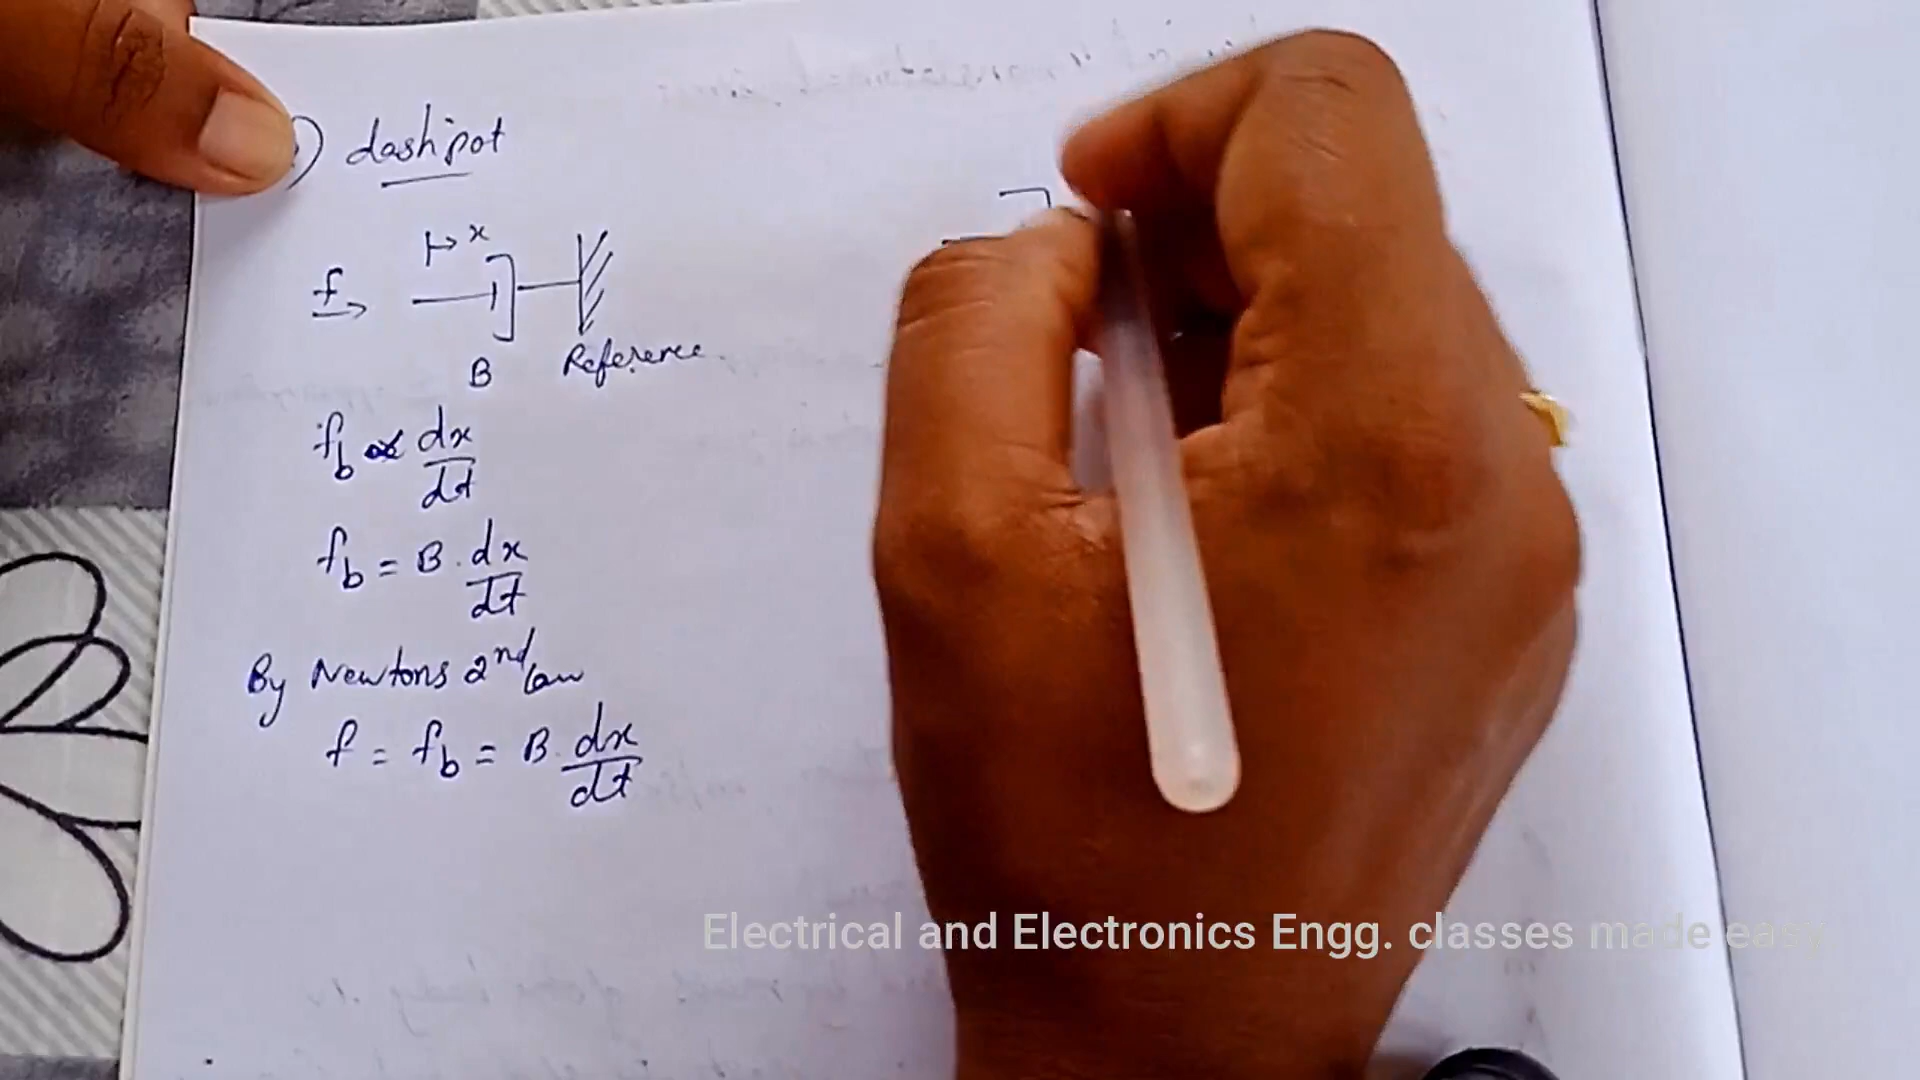 ) dashpot
x
f
B
Reference
f_b ∝ dx/dt
f_b = B. dx/dt
By Newtons 2nd law
f = f_b = B. dx/dt
Electrical and Electronics Engg. classes made easy